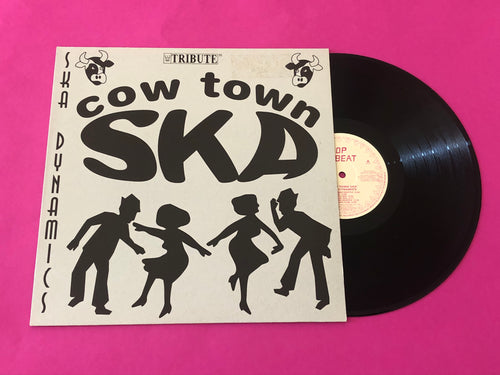 TRIBUTE
cow town
SKA
SKA DYNAMICS
OP
BEAT